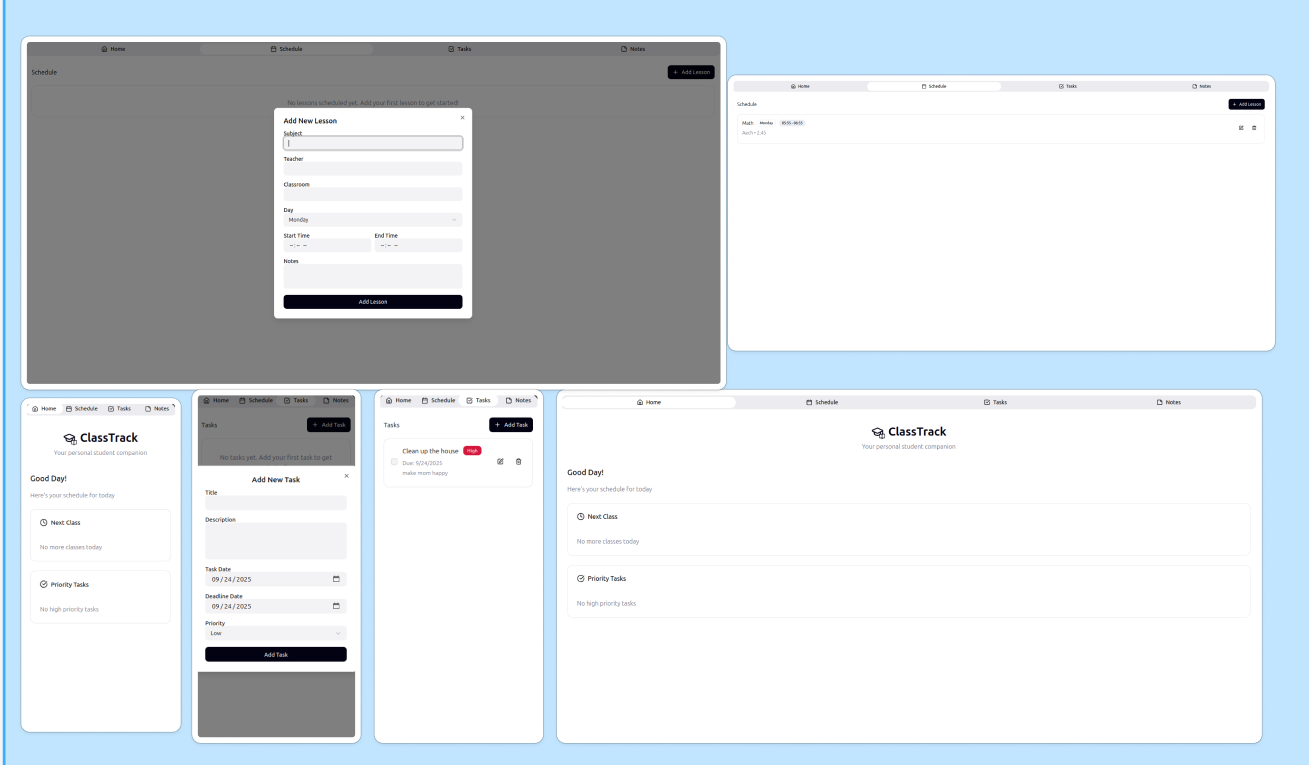 Home Schedule Tasks Notes
Schedule + Add Lesson
No lessons scheduled yet. Add your first lesson to get started!
Add New Lesson ×
Subject
Teacher
Classroom
Day
Monday
Start Time End Time
--:-- -- --:-- --
Notes
Add Lesson
Home Schedule Tasks Notes
Schedule + Add Lesson
Math Monday
Home Schedule Tasks Notes
ClassTrack
Your personal student companion
Good Day!
Here's your schedule for today
Next Class
No more classes today
Priority Tasks
No high priority tasks
Home Schedule Tasks Notes
Tasks + Add Task
No tasks yet. Add your first task to get
Add New Task ×
Title
Description
Task Date
09/24/2025
Deadline Date
09/24/2025
Priority
Low
Add Task
Home Schedule Tasks Notes
Tasks + Add Task
Clean up the house High
Due: 9/24/2025
make mom happy
Home Schedule Tasks Notes
ClassTrack
Your personal student companion
Good Day!
Here's your schedule for today
Next Class
No more classes today
Priority Tasks
No high priority tasks